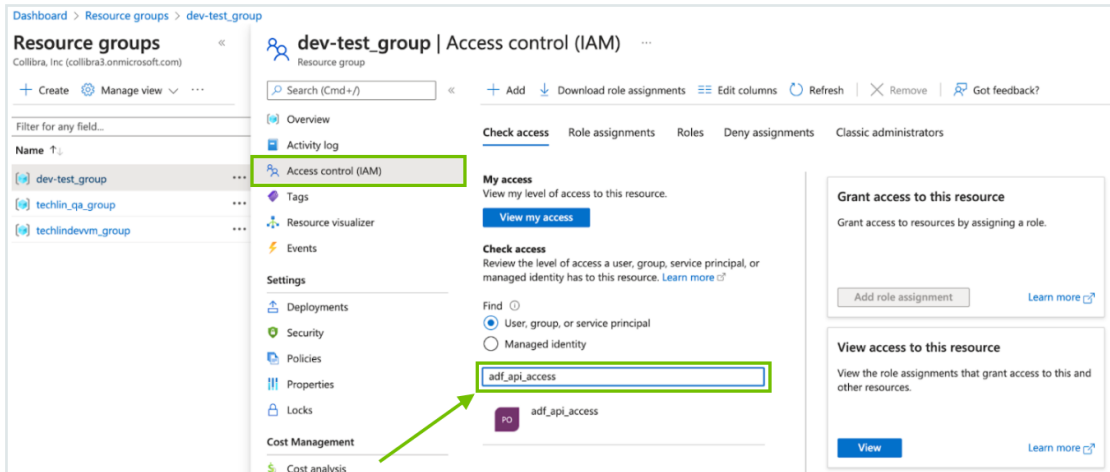 Dashboard > Resource groups > dev-test_group
Resource groups «
Collibra, Inc (collibra3.onmicrosoft.com)
+ Create Manage view ···
Filter for any field...
Name ↑↓
dev-test_group ···
techlin_qa_group ···
techlindevvm_group ···
dev-test_group | Access control (IAM) ···
Resource group
Search (Cmd+/) «
Overview
Activity log
Access control (IAM)
Tags
Resource visualizer
Events
Settings
Deployments
Security
Policies
Properties
Locks
Cost Management
Cost analysis
+ Add Download role assignments Edit columns Refresh Remove Got feedback?
Check access Role assignments Roles Deny assignments Classic administrators
My access
View my level of access to this resource.
View my access
Check access
Review the level of access a user, group, service principal, or
managed identity has to this resource. Learn more
Find
User, group, or service principal
Managed identity
adf_api_access
PO adf_api_access
Grant access to this resource
Grant access to resources by assigning a role.
Add role assignment Learn more
View access to this resource
View the role assignments that grant access to this and
other resources.
View Learn more